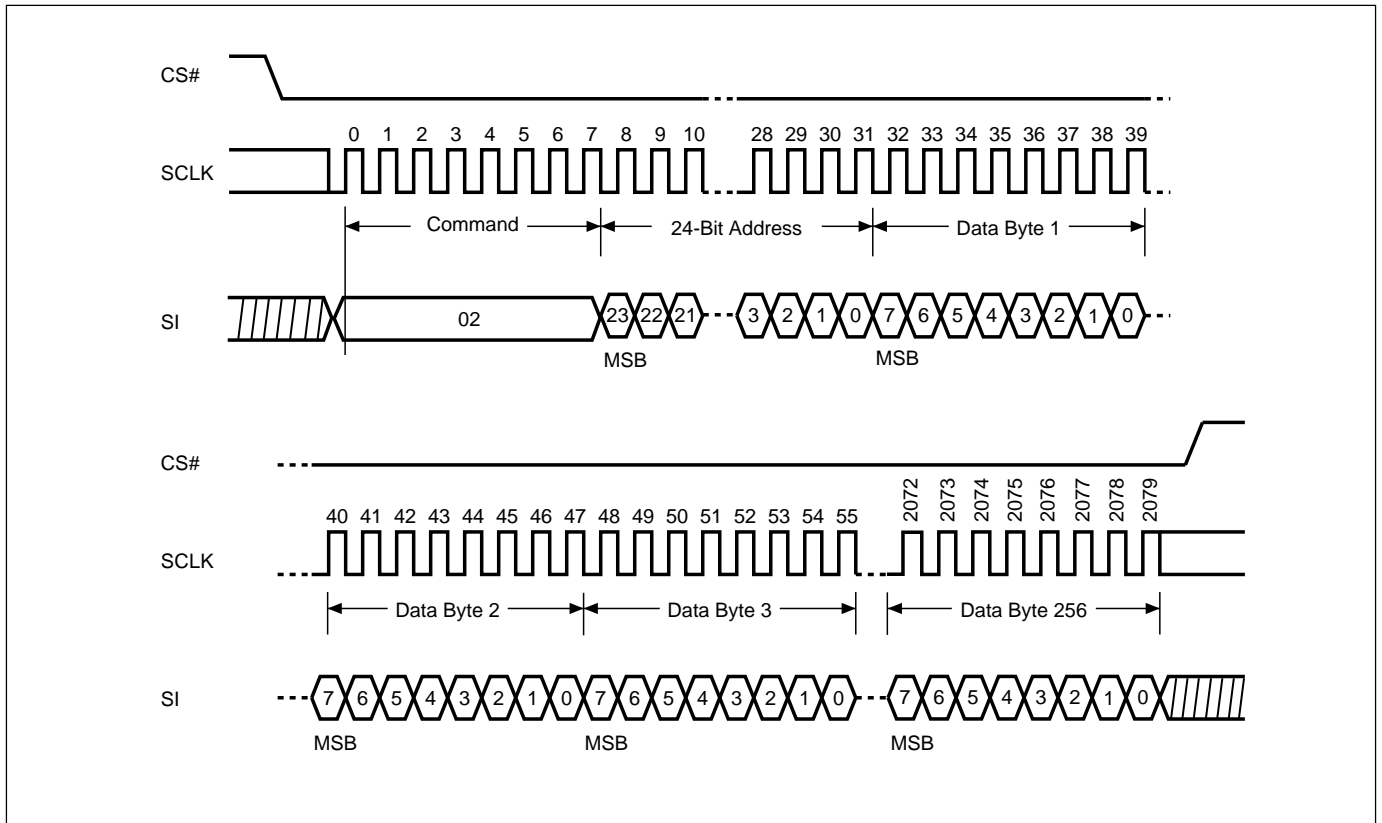 CS#
0 1 2 3 4 5 6 7 8 9 10 28 29 30 31 32 33 34 35 36 37 38 39
SCLK
Command 24-Bit Address Data Byte 1
SI 02 23 22 21 3 2 1 0 7 6 5 4 3 2 1 0
MSB MSB
CS#
2072 2073 2074 2075 2076 2077 2078 2079
40 41 42 43 44 45 46 47 48 49 50 51 52 53 54 55
SCLK
Data Byte 2 Data Byte 3 Data Byte 256
SI 7 6 5 4 3 2 1 0 7 6 5 4 3 2 1 0 7 6 5 4 3 2 1 0
MSB MSB MSB